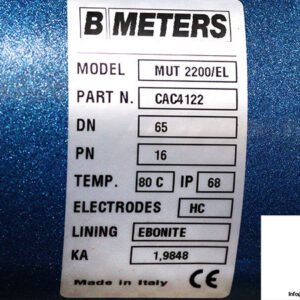 B METERS
MODEL MUT 2200/EL
PART N. CAC4122
DN 65
PN 16
TEMP. 80 C IP 68
ELECTRODES HC
LINING EBONITE
KA 1,9848
Made in Italy CE